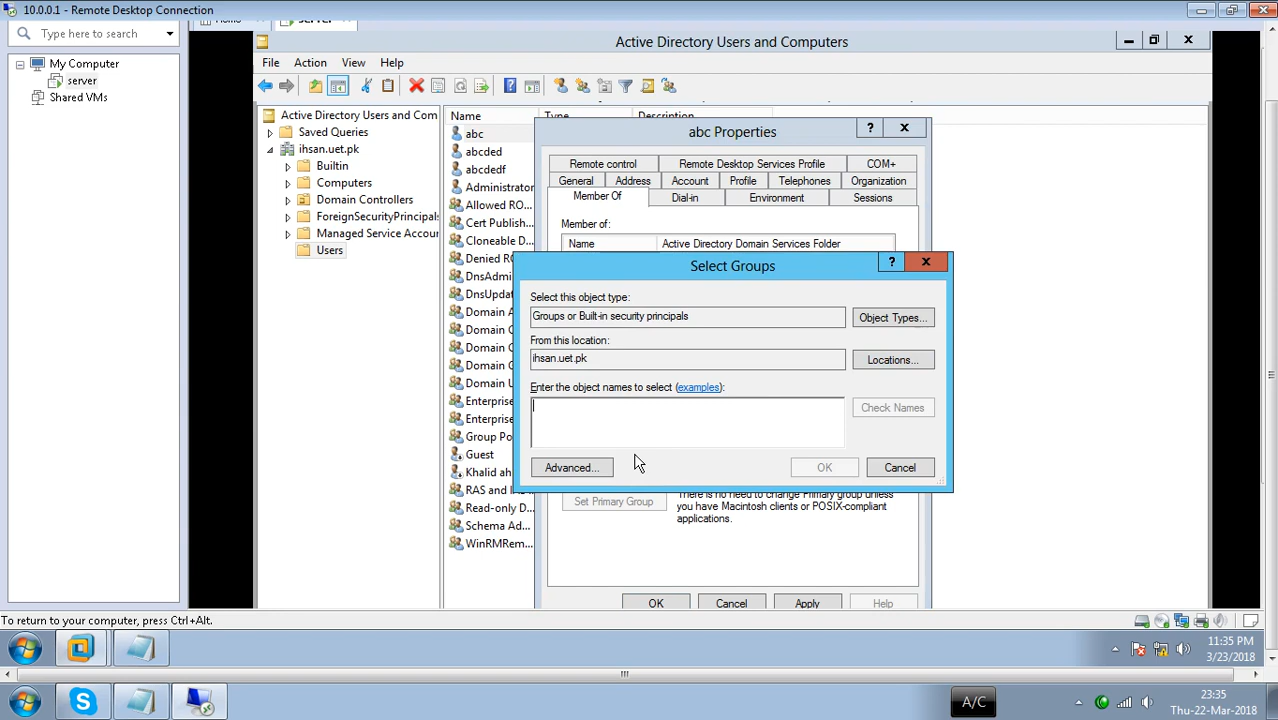 10.0.0.1 - Remote Desktop Connection
Type here to search
My Computer
server
Shared VMs
Active Directory Users and Computers
File Action View Help
Active Directory Users and Com
Saved Queries
ihsan.uet.pk
Builtin
Computers
Domain Controllers
ForeignSecurityPrincipals
Managed Service Accour
Users
Name Type Description
abc
abcded
abcdedf
Administrator
Allowed RO...
Cert Publish...
Cloneable D...
Denied RO
DnsAdmi
DnsUpdat
Domain A
Domain C
Domain C
Domain C
Domain U
Enterprise
Enterprise
Group Po
Guest
Khalid ah
RAS and IA
Read-only D...
Schema Ad...
WinRMRem...
abc Properties
Remote control Remote Desktop Services Profile COM+
General Address Account Profile Telephones Organization
Member Of Dial-in Environment Sessions
Member of:
Name Active Directory Domain Services Folder
Select Groups
Select this object type:
Groups or Built-in security principals
Object Types...
From this location:
ihsan.uet.pk
Locations...
Enter the object names to select (examples):
Check Names
Advanced...
OK
Cancel
Set Primary Group
There is no need to change Primary group unless
you have Macintosh clients or POSIX-compliant
applications.
OK Cancel Apply Help
To return to your computer, press Ctrl+Alt.
11:35 PM
3/23/2018
A/C
23:35
Thu-22-Mar-2018